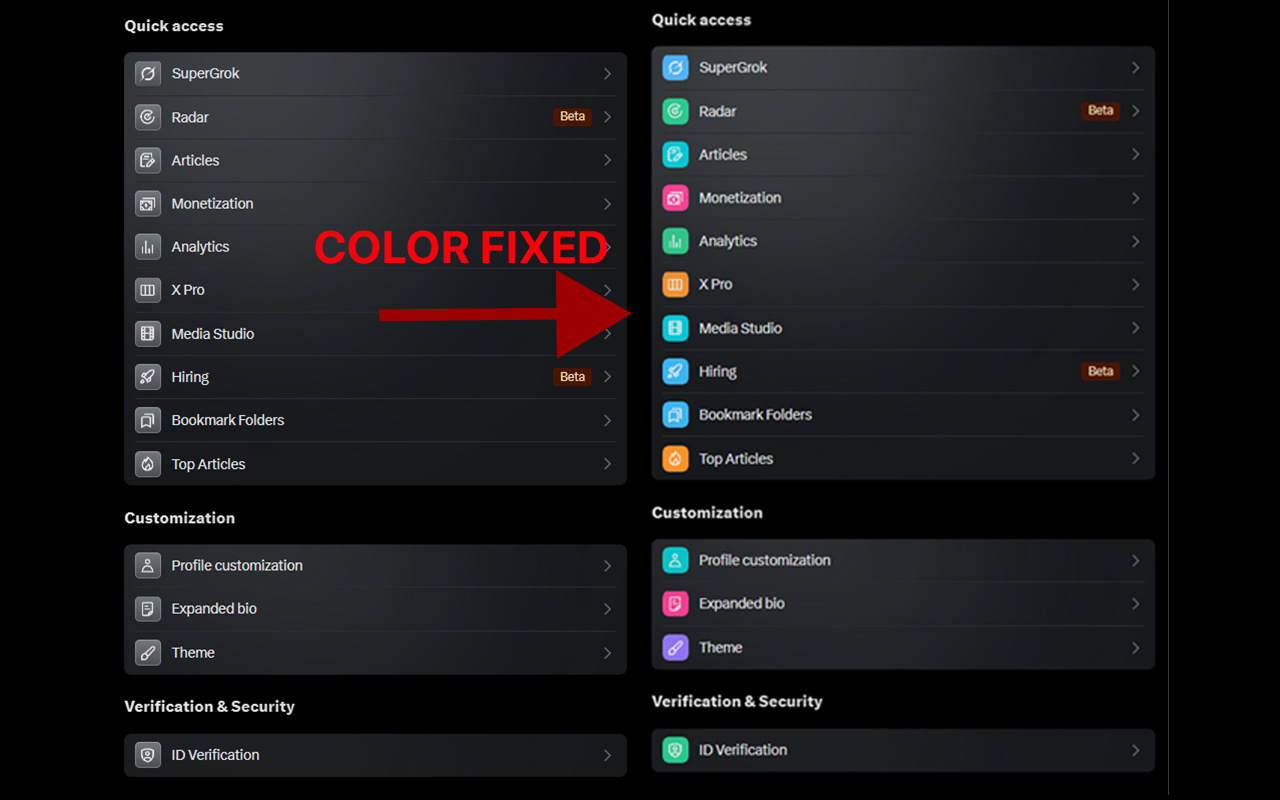 Quick access
SuperGrok
Radar Beta
Articles
Monetization
Analytics
X Pro
Media Studio
Hiring Beta
Bookmark Folders
Top Articles
Customization
Profile customization
Expanded bio
Theme
Verification & Security
ID Verification
COLOR FIXED
Quick access
SuperGrok
Radar Beta
Articles
Monetization
Analytics
X Pro
Media Studio
Hiring Beta
Bookmark Folders
Top Articles
Customization
Profile customization
Expanded bio
Theme
Verification & Security
ID Verification